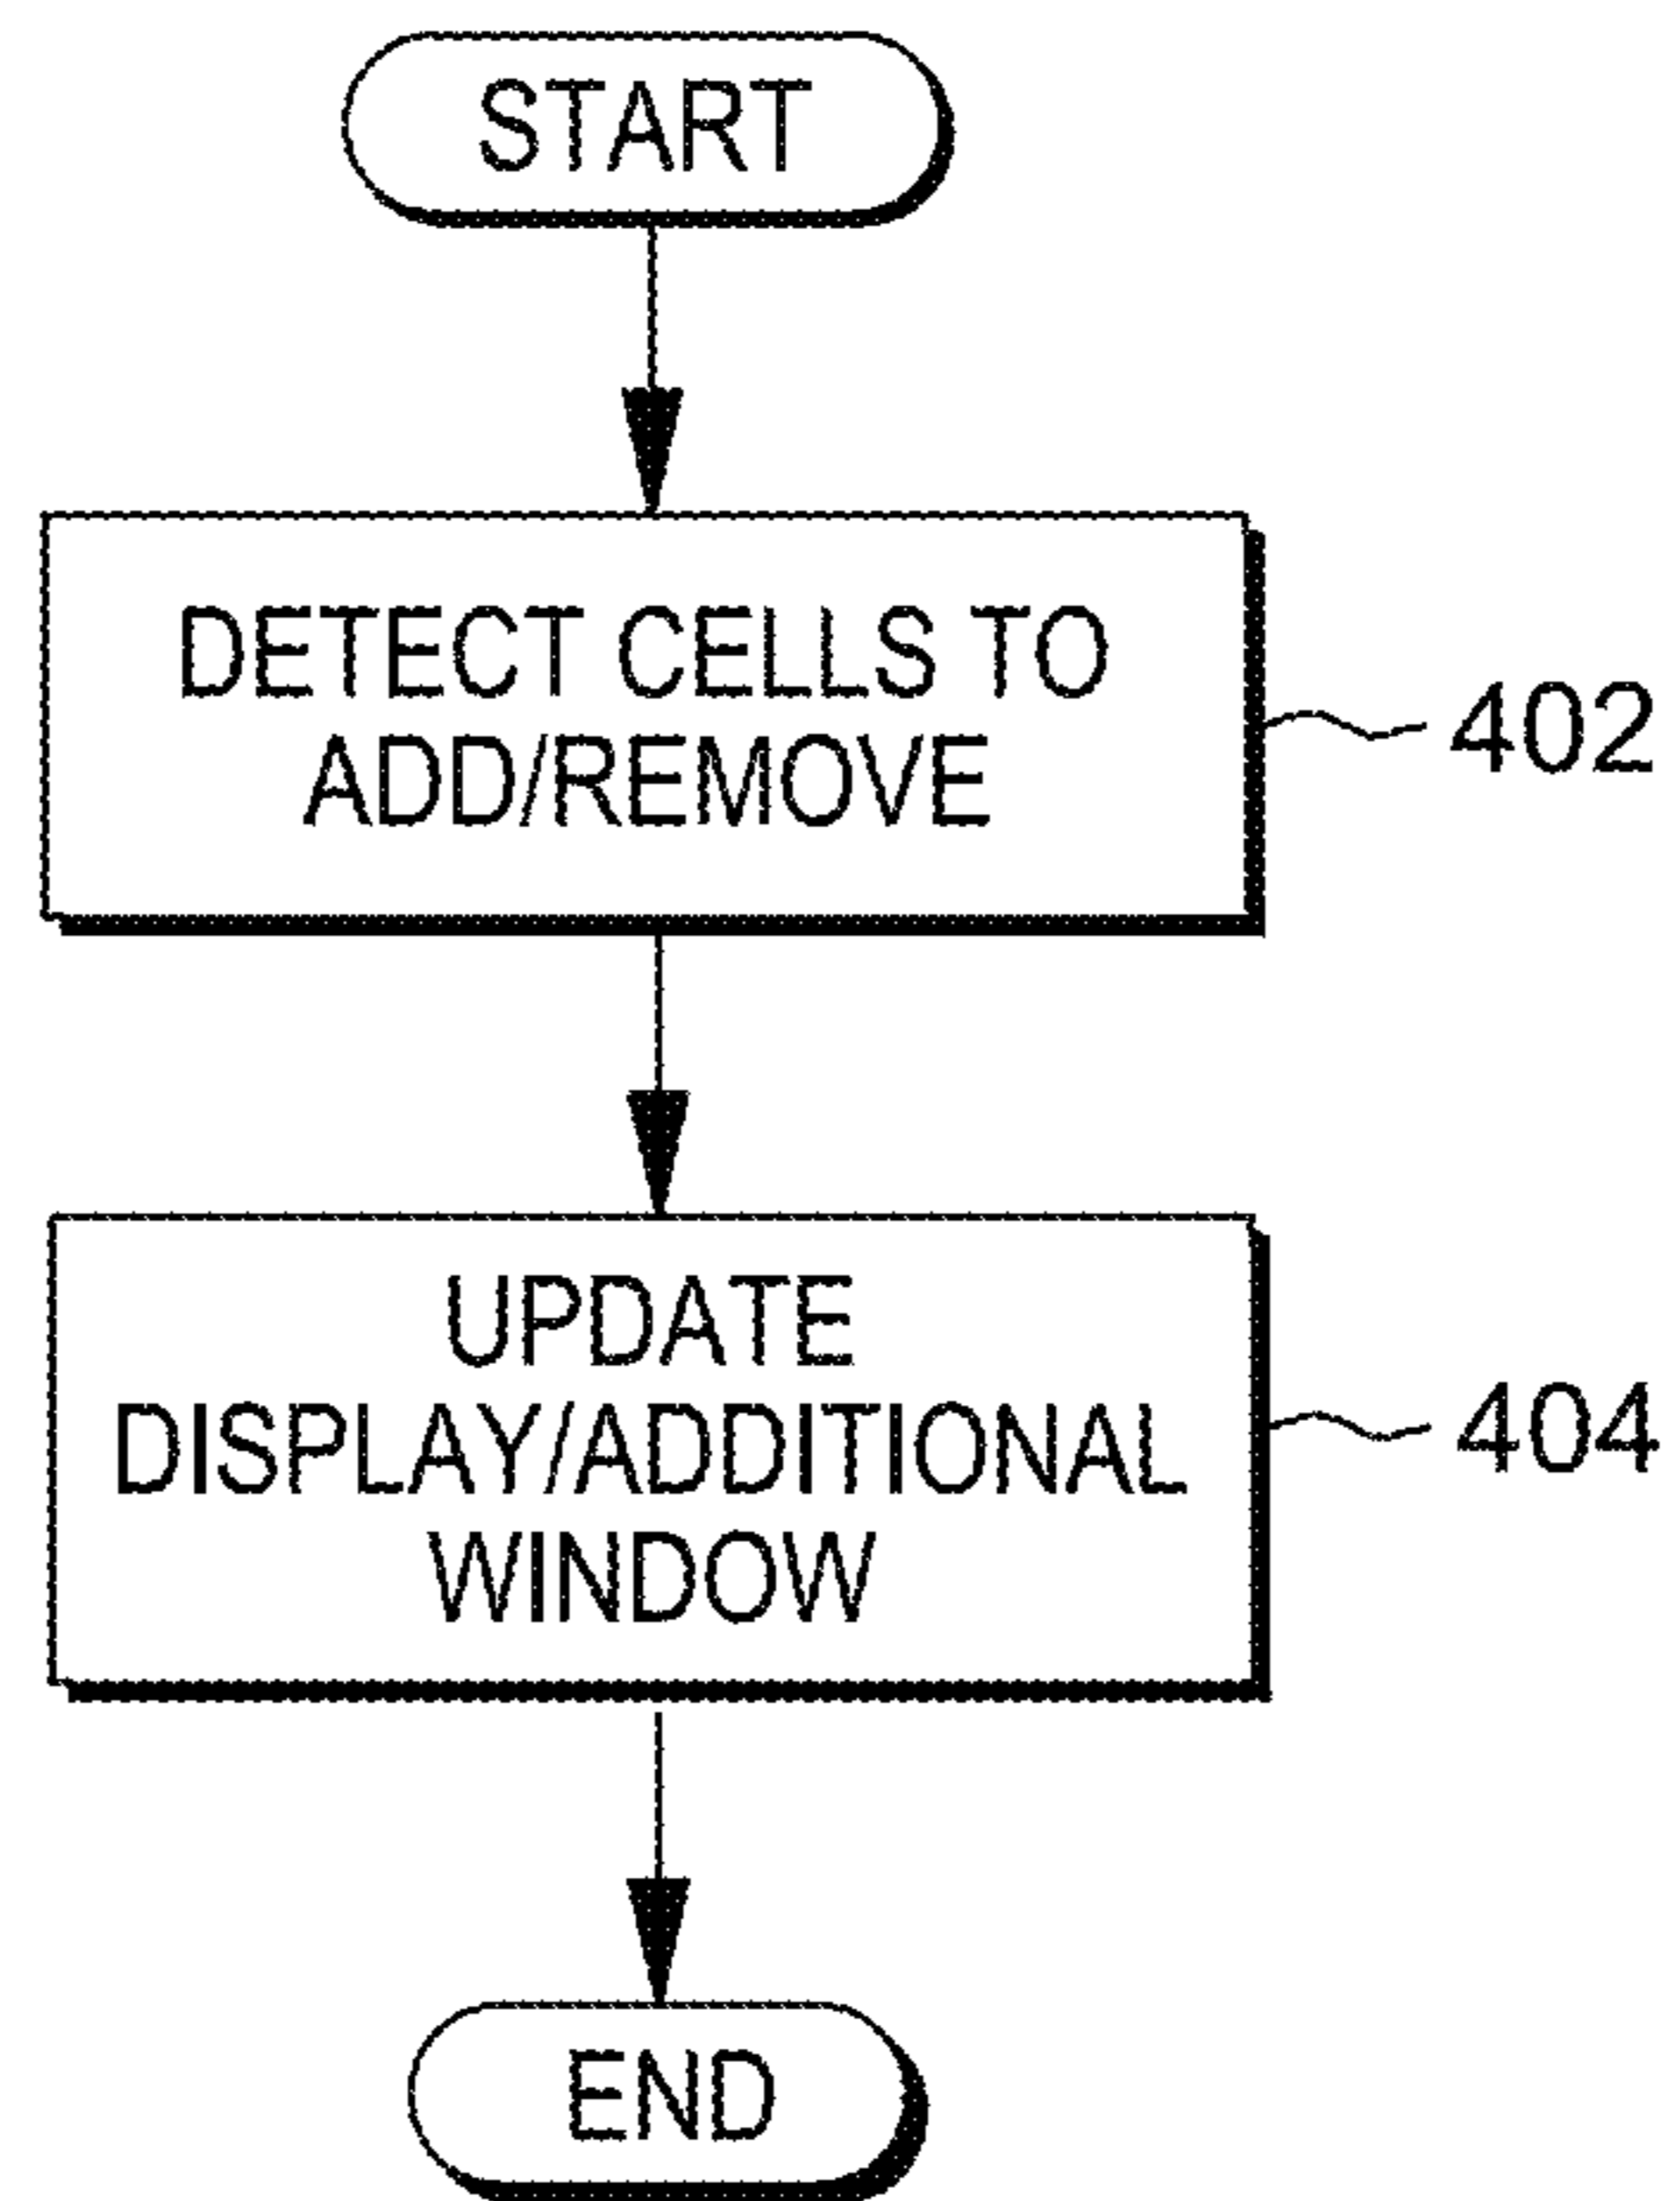 START
DETECT CELLS TO
ADD/REMOVE
402
UPDATE
DISPLAY/ADDITIONAL
WINDOW
404
END